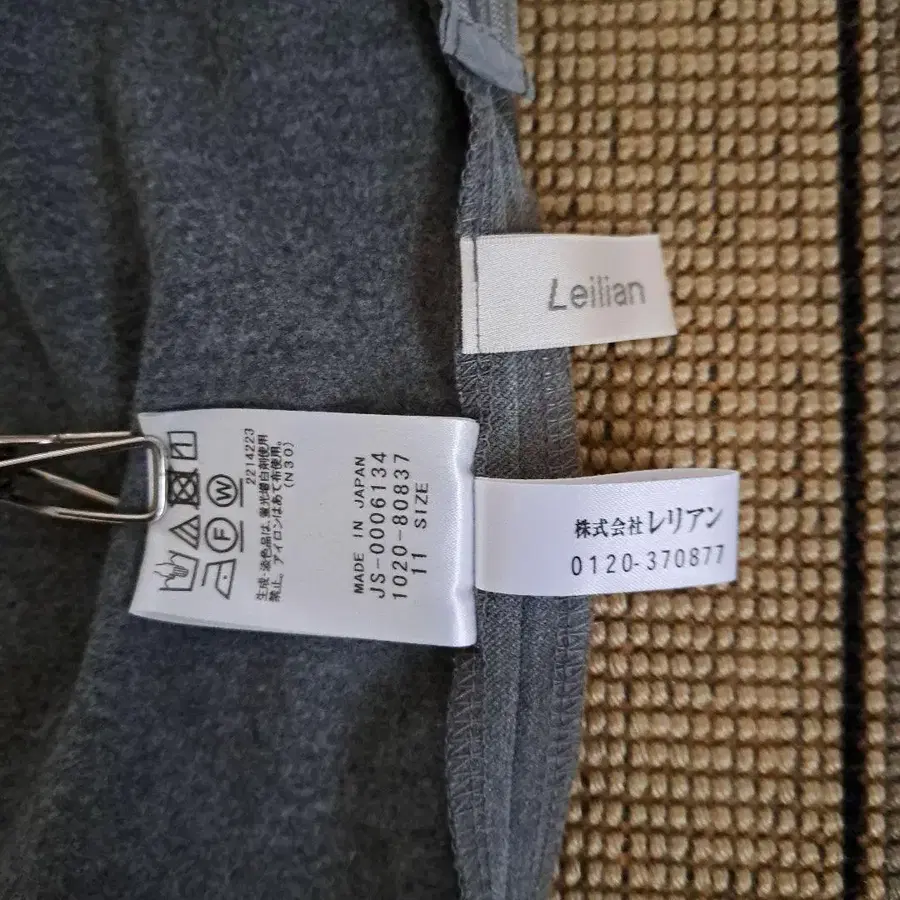 Leilian
株式会社レリアン
0120-370877
W
F
2214223
生成・淡色品は、蛍光増白剤使用
禁止。アイロンはあて布使用。
(N30)
MADE IN JAPAN
JS-0006134
1020-80837
11 SIZE